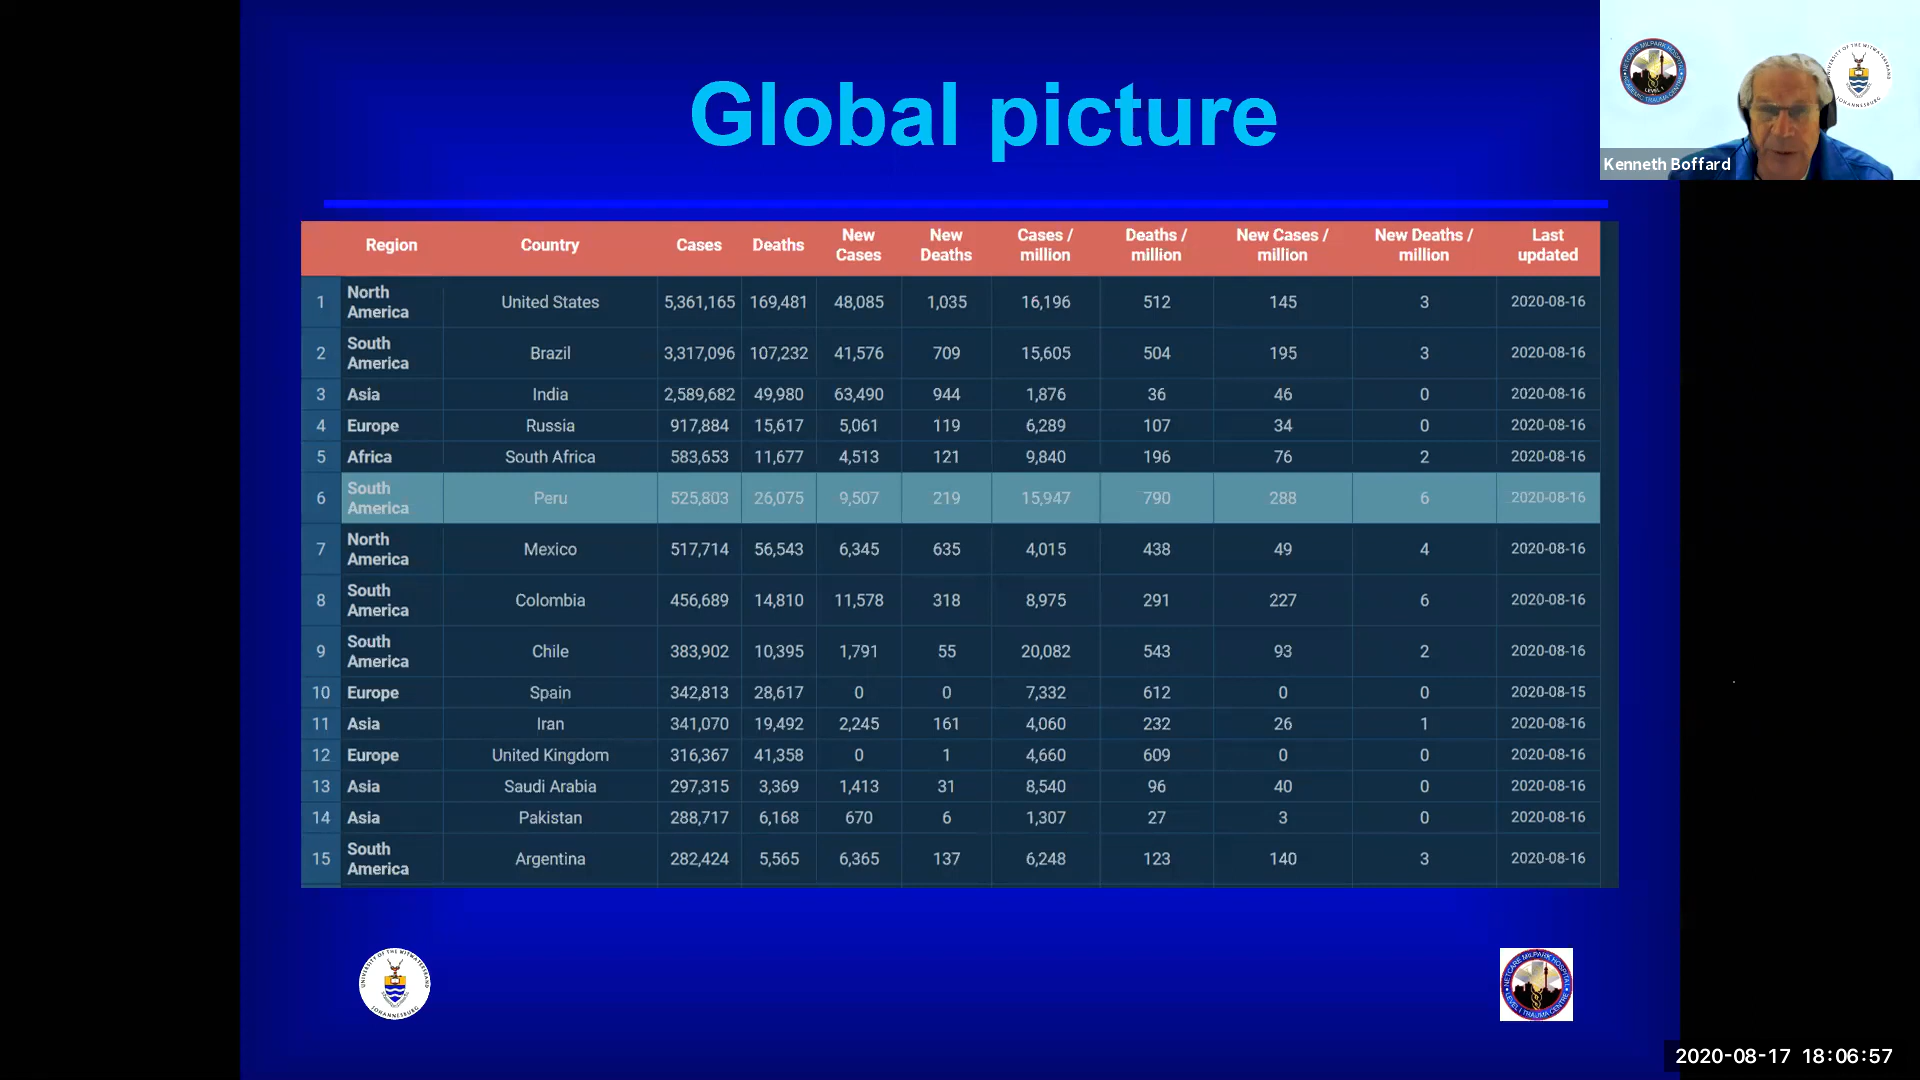 Global picture
Kenneth Boffard
Region Country Cases Deaths New Cases New Deaths Cases / million Deaths / million New Cases / million New Deaths / million Last updated
1 North America United States 5,361,165 169,481 48,085 1,035 16,196 512 145 3 2020-08-16
2 South America Brazil 3,317,096 107,232 41,576 709 15,605 504 195 3 2020-08-16
3 Asia India 2,589,682 49,980 63,490 944 1,876 36 46 0 2020-08-16
4 Europe Russia 917,884 15,617 5,061 119 6,289 107 34 0 2020-08-16
5 Africa South Africa 583,653 11,677 4,513 121 9,840 196 76 2 2020-08-16
6 South America Peru 525,803 26,075 9,507 219 15,947 790 288 6 2020-08-16
7 North America Mexico 517,714 56,543 6,345 635 4,015 438 49 4 2020-08-16
8 South America Colombia 456,689 14,810 11,578 318 8,975 291 227 6 2020-08-16
9 South America Chile 383,902 10,395 1,791 55 20,082 543 93 2 2020-08-16
10 Europe Spain 342,813 28,617 0 0 7,332 612 0 0 2020-08-15
11 Asia Iran 341,070 19,492 2,245 161 4,060 232 26 1 2020-08-16
12 Europe United Kingdom 316,367 41,358 0 1 4,660 609 0 0 2020-08-16
13 Asia Saudi Arabia 297,315 3,369 1,413 31 8,540 96 40 0 2020-08-16
14 Asia Pakistan 288,717 6,168 670 6 1,307 27 3 0 2020-08-16
15 South America Argentina 282,424 5,565 6,365 137 6,248 123 140 3 2020-08-16
UNIVERSITY OF THE WITWATERSRAND
JOHANNESBURG
NETCARE MILPARK HOSPITAL
LEVEL 1 TRAUMA CENTRE
2020-08-17 18:06:57